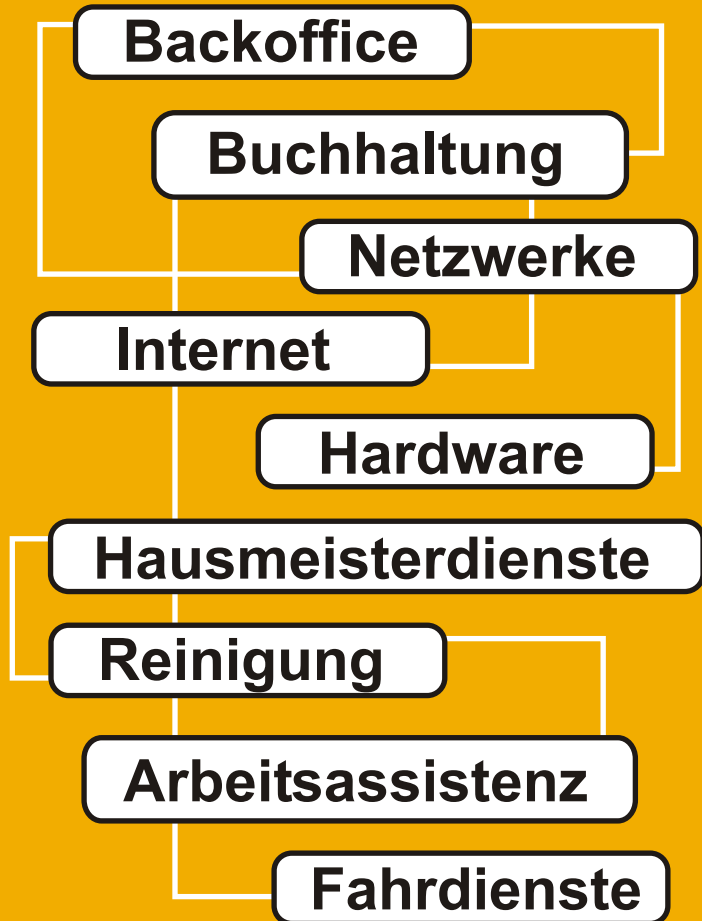 Backoffice
Buchhaltung
Netzwerke
Internet
Hardware
Hausmeisterdienste
Reinigung
Arbeitsassistenz
Fahrdienste